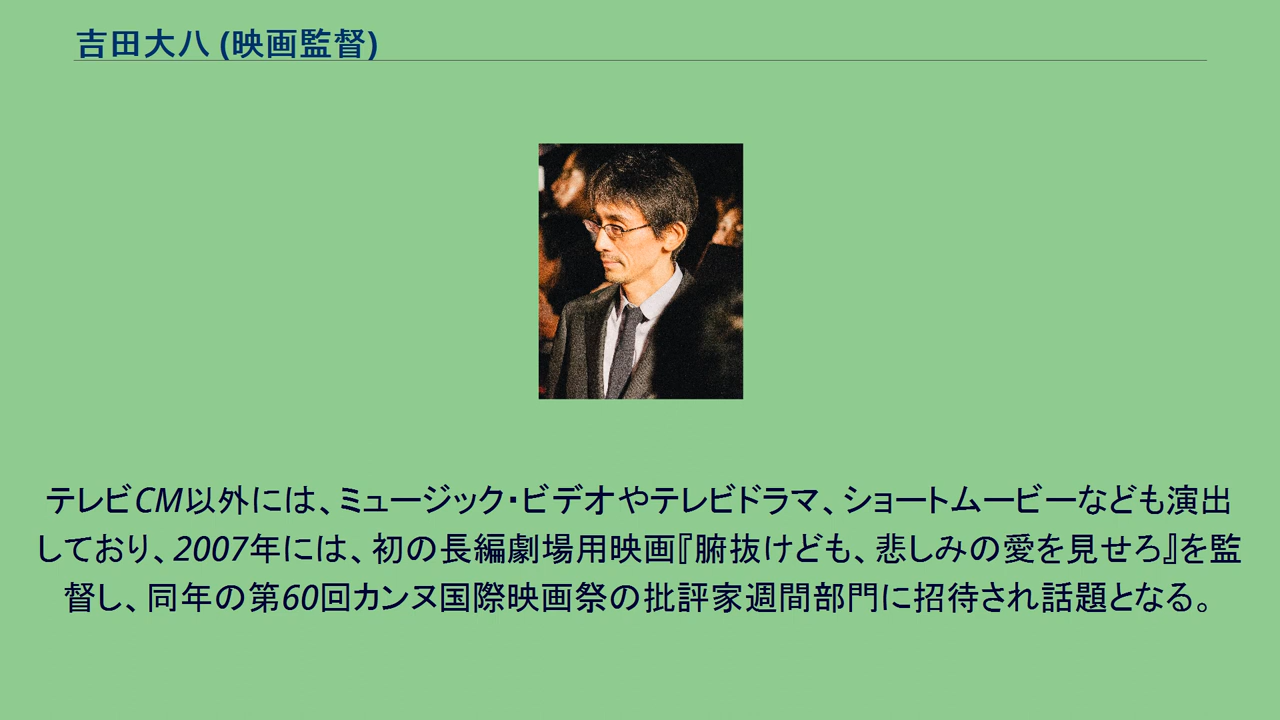 吉田大八 (映画監督)
テレビCM以外には、ミュージック・ビデオやテレビドラマ、ショートムービーなども演出
しており、2007年には、初の長編劇場用映画『腑抜けども、悲しみの愛を見せろ』を監
督し、同年の第60回カンヌ国際映画祭の批評家週間部門に招待され話題となる。